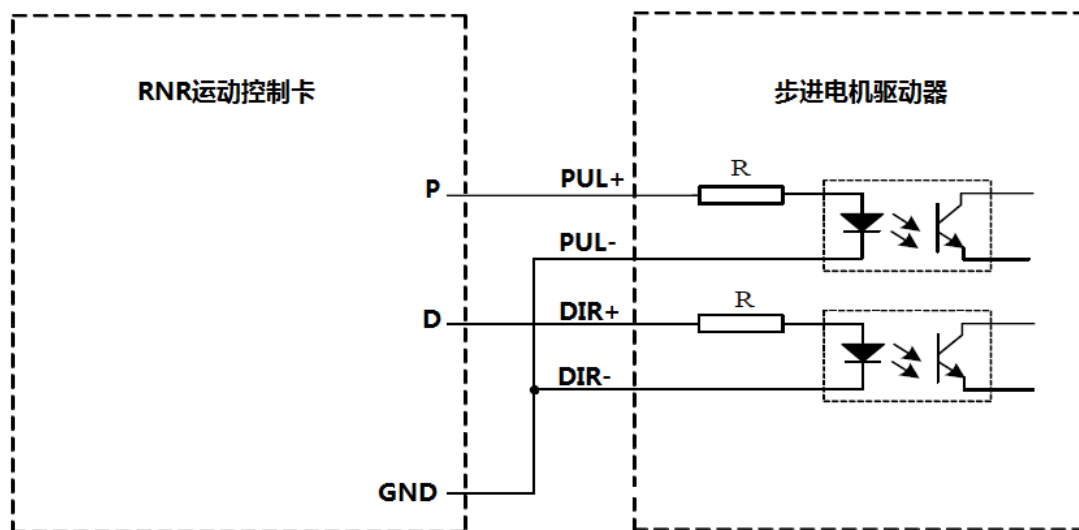 RNR运动控制卡
步进电机驱动器
P
PUL+
R
PUL-
D
DIR+
R
DIR-
GND